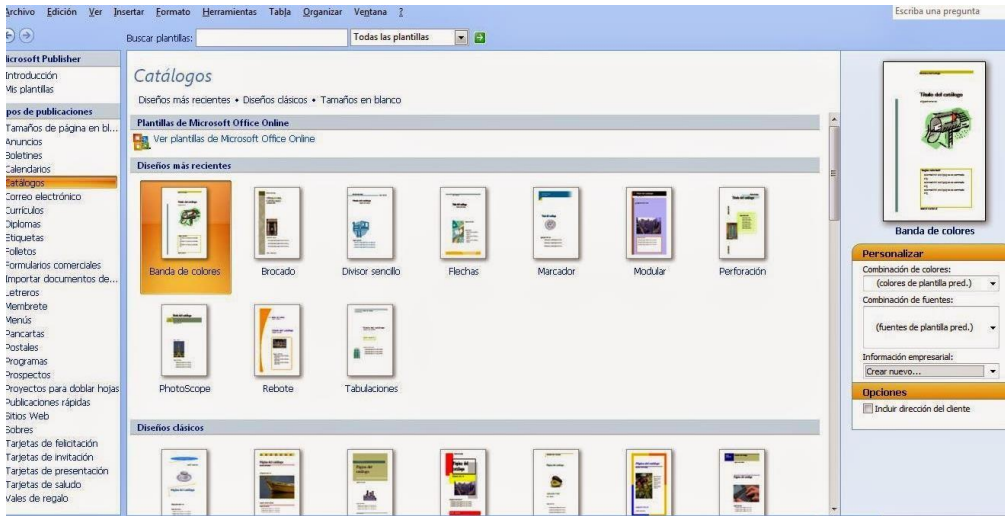 Archivo Edición Ver Insertar Formato Herramientas Tabla Organizar Ventana ?
Escriba una pregunta
Buscar plantillas: Todas las plantillas
Microsoft Publisher
Introducción
Mis plantillas
pos de publicaciones
Tamaños de página en bl...
Anuncios
Boletines
Calendarios
Catálogos
Correo electrónico
Currículos
Diplomas
Etiquetas
Folletos
Formularios comerciales
Importar documentos de...
Letreros
Membrete
Menús
Pancartas
Postales
Programas
Prospectos
Proyectos para doblar hojas
Publicaciones rápidas
Sitios Web
Sobres
Tarjetas de felicitación
Tarjetas de invitación
Tarjetas de presentación
Tarjetas de saludo
Vales de regalo
Catálogos
Diseños más recientes • Diseños clásicos • Tamaños en blanco
Plantillas de Microsoft Office Online
Ver plantillas de Microsoft Office Online
Diseños más recientes
Banda de colores Brocado Divisor sencillo Flechas Marcador Modular Perforación
PhotoScope Rebote Tabulaciones
Diseños clásicos
Título del catálogo
Banda de colores
Personalizar
Combinación de colores:
(colores de plantilla pred.)
Combinación de fuentes:
(fuentes de plantilla pred.)
Información empresarial:
Crear nuevo...
Opciones
Incluir dirección del cliente